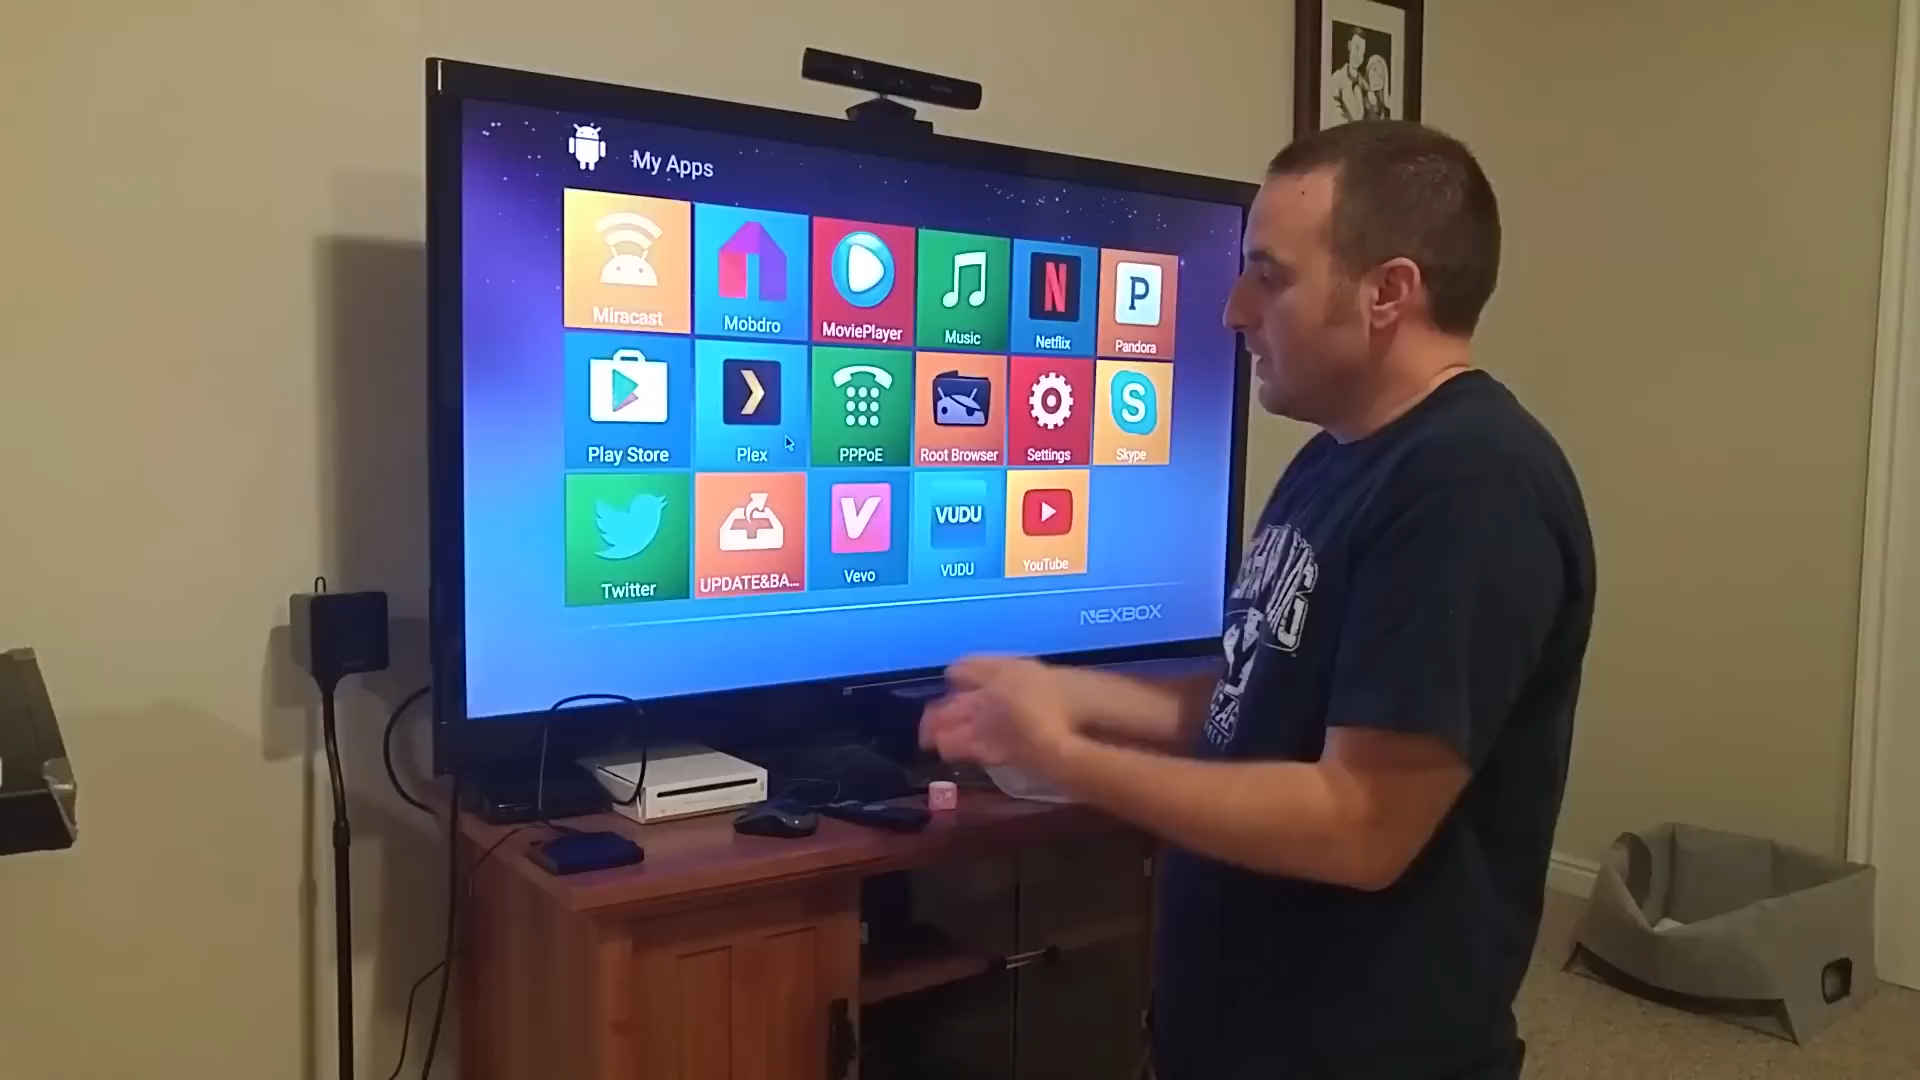 My Apps
Miracast
Mobdro
MoviePlayer
Music
Netflix
Pandora
Play Store
Plex
PPPoE
Root Browser
Settings
Skype
Twitter
UPDATE&BA...
Vevo
VUDU
VUDU
YouTube
NEXBOX